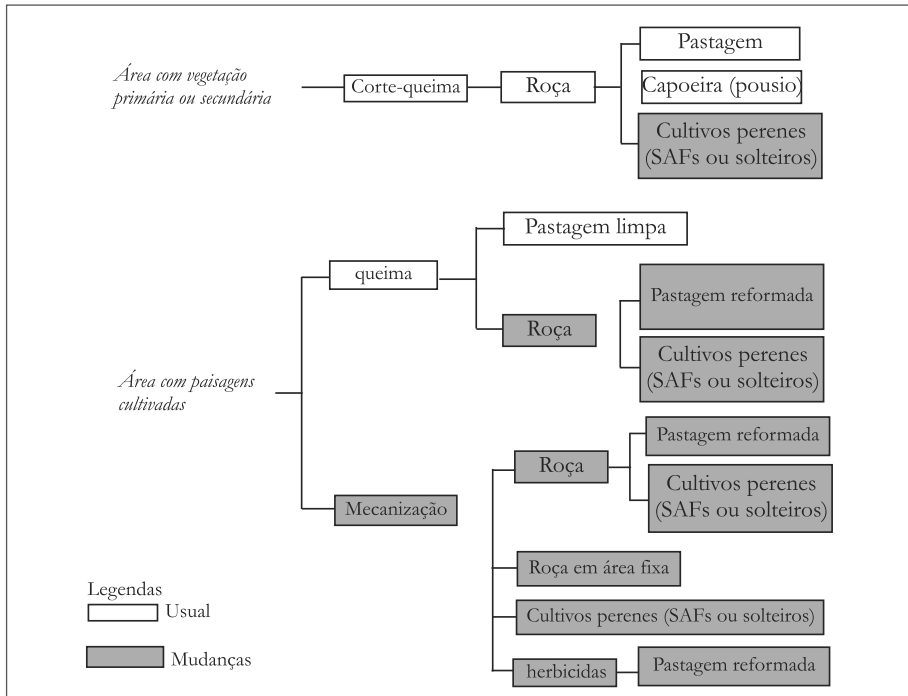 Área com vegetação
primária ou secundária
Corte-queima
Roça
Pastagem
Capoeira (pousio)
Cultivos perenes
(SAFs ou solteiros)
Área com paisagens
cultivadas
queima
Pastagem limpa
Roça
Pastagem reformada
Cultivos perenes
(SAFs ou solteiros)
Mecanização
Roça
Pastagem reformada
Cultivos perenes
(SAFs ou solteiros)
Roça em área fixa
Cultivos perenes (SAFs ou solteiros)
herbicidas
Pastagem reformada
Legendas
Usual
Mudanças